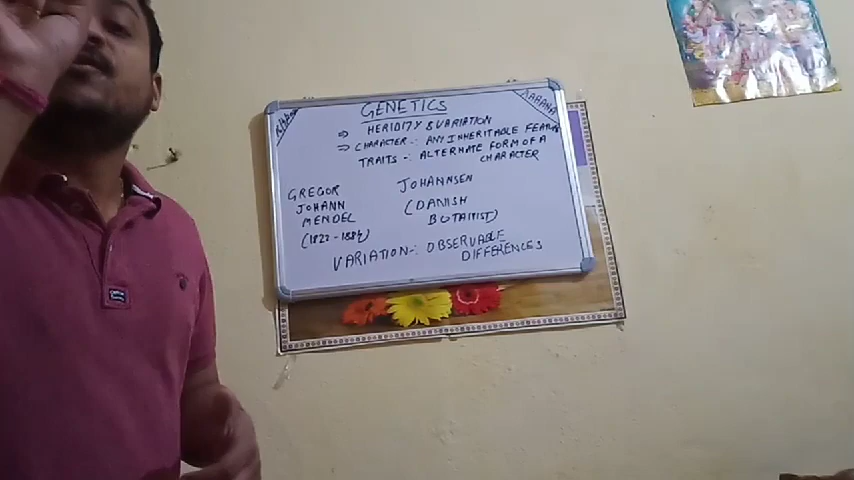 GENETICS
⇒ HERIDITY & VARIATION
⇒ CHARACTER-: ANY INHERITABLE FEATURE
TRAITS-: ALTERNATE FORM OF A
CHARACTER
GREGOR
JOHANN
MENDEL
(1822-1884)
JOHANNSEN
(DANISH
BOTANIST)
VARIATION-: OBSERVABLE
DIFFERENCES